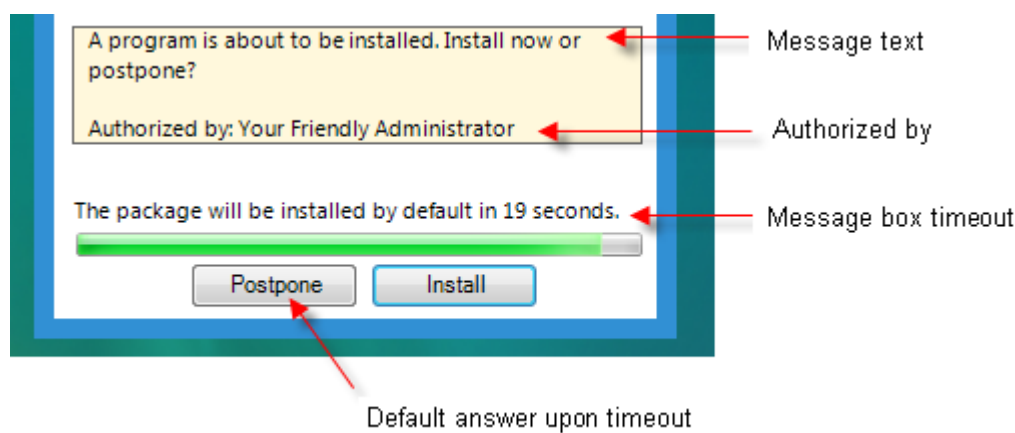 A program is about to be installed. Install now or
postpone?
Authorized by: Your Friendly Administrator
The package will be installed by default in 19 seconds.
Postpone
Install
Message text
Authorized by
Message box timeout
Default answer upon timeout